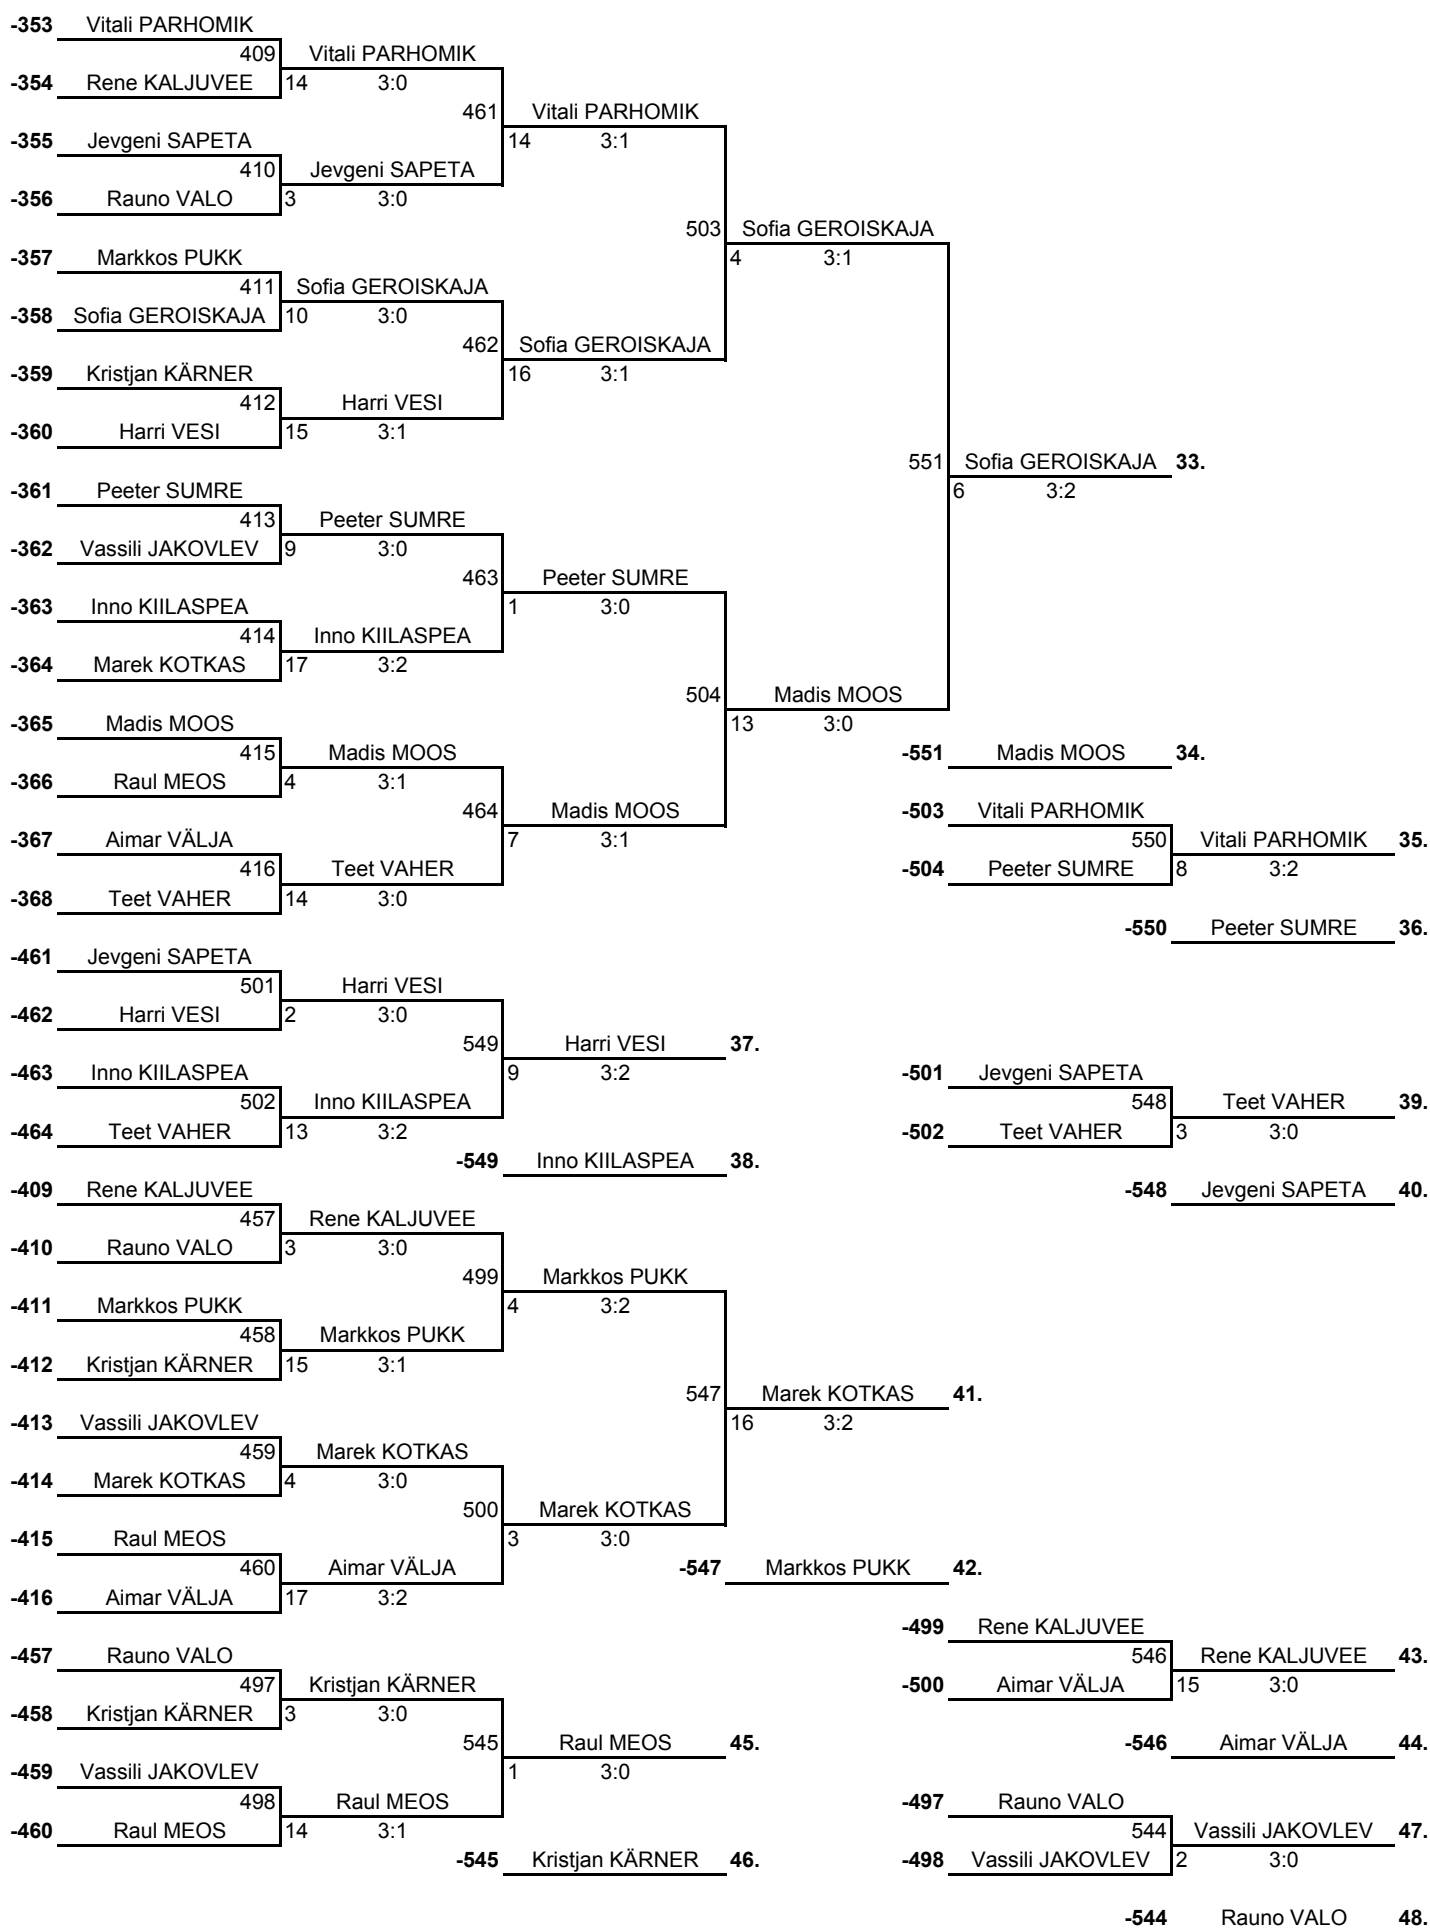 -353 Vitali PARHOMIK
409 Vitali PARHOMIK
-354 Rene KALJUVEE 14 3:0
461 Vitali PARHOMIK
-355 Jevgeni SAPETA 14 3:1
410 Jevgeni SAPETA
-356 Rauno VALO 3 3:0
503 Sofia GEROISKAJA
-357 Markkos PUKK 4 3:1
411 Sofia GEROISKAJA
-358 Sofia GEROISKAJA 10 3:0
462 Sofia GEROISKAJA
-359 Kristjan KÄRNER 16 3:1
412 Harri VESI
-360 Harri VESI 15 3:1
551 Sofia GEROISKAJA 33.
-361 Peeter SUMRE 6 3:2
413 Peeter SUMRE
-362 Vassili JAKOVLEV 9 3:0
463 Peeter SUMRE
-363 Inno KIILASPEA 1 3:0
414 Inno KIILASPEA
-364 Marek KOTKAS 17 3:2
504 Madis MOOS
-365 Madis MOOS 13 3:0
415 Madis MOOS -551 Madis MOOS 34.
-366 Raul MEOS 4 3:1
464 Madis MOOS -503 Vitali PARHOMIK
-367 Aimar VÄLJA 7 3:1 550 Vitali PARHOMIK 35.
416 Teet VAHER -504 Peeter SUMRE 8 3:2
-368 Teet VAHER 14 3:0
-550 Peeter SUMRE 36.
-461 Jevgeni SAPETA
501 Harri VESI
-462 Harri VESI 2 3:0
549 Harri VESI 37.
-463 Inno KIILASPEA 9 3:2 -501 Jevgeni SAPETA
502 Inno KIILASPEA 548 Teet VAHER 39.
-464 Teet VAHER 13 3:2 -502 Teet VAHER 3 3:0
-549 Inno KIILASPEA 38.
-409 Rene KALJUVEE -548 Jevgeni SAPETA 40.
457 Rene KALJUVEE
-410 Rauno VALO 3 3:0
499 Markkos PUKK
-411 Markkos PUKK 4 3:2
458 Markkos PUKK
-412 Kristjan KÄRNER 15 3:1
547 Marek KOTKAS 41.
-413 Vassili JAKOVLEV 16 3:2
459 Marek KOTKAS
-414 Marek KOTKAS 4 3:0
500 Marek KOTKAS
-415 Raul MEOS 3 3:0
460 Aimar VÄLJA -547 Markkos PUKK 42.
-416 Aimar VÄLJA 17 3:2
-499 Rene KALJUVEE
-457 Rauno VALO 546 Rene KALJUVEE 43.
497 Kristjan KÄRNER -500 Aimar VÄLJA 15 3:0
-458 Kristjan KÄRNER 3 3:0
545 Raul MEOS 45. -546 Aimar VÄLJA 44.
-459 Vassili JAKOVLEV 1 3:0
498 Raul MEOS -497 Rauno VALO
-460 Raul MEOS 14 3:1 544 Vassili JAKOVLEV 47.
-545 Kristjan KÄRNER 46. -498 Vassili JAKOVLEV 2 3:0
-544 Rauno VALO 48.